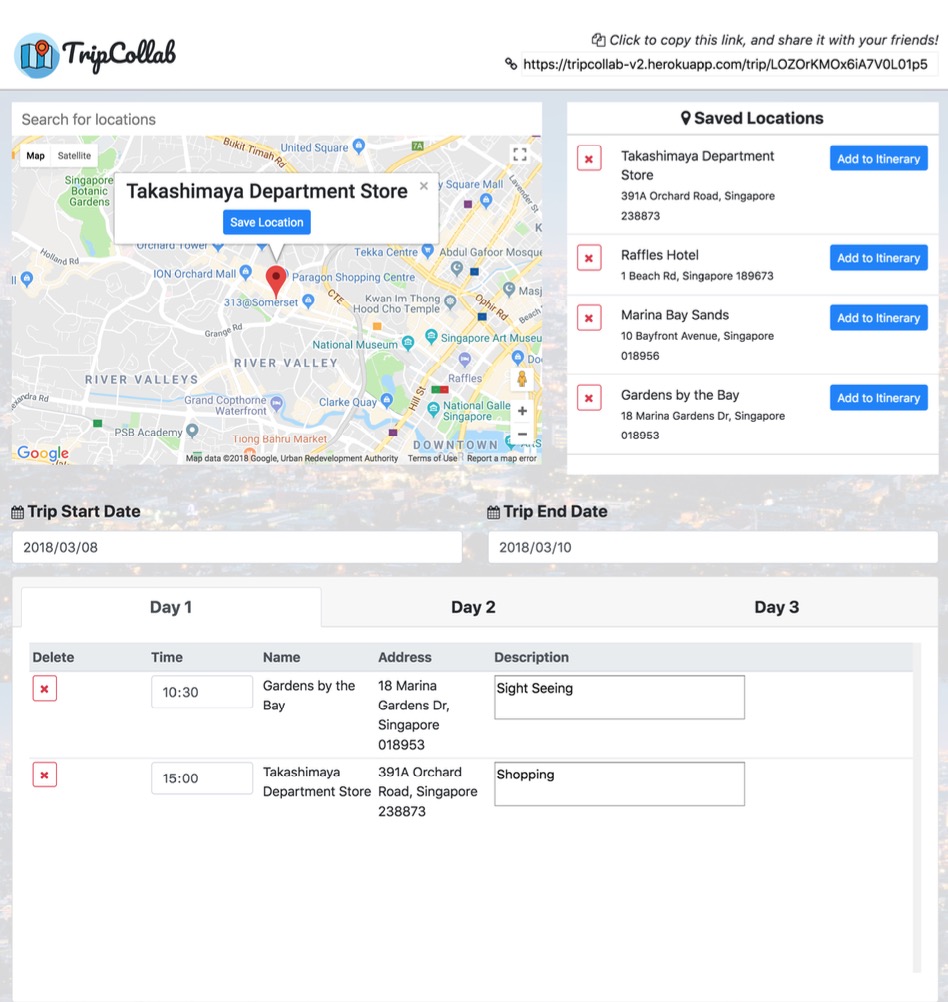 TripCollab
Click to copy this link, and share it with your friends!
https://tripcollab-v2.herokuapp.com/trip/LOZOrKMOx6iA7V0L01p5
Search for locations
Map
Satellite
Bukit Timah Rd
United Square
7A
Singapore
Botanic
Gardens
y Square Mall
Lavender St
Takashimaya Department Store
×
Save Location
Orchard Tower
Tekka Centre
Abdul Gafoor Mosque
Holland Rd
ION Orchard Mall
Paragon Shopping Centre
CTE
Masj
313@Somerset
Kwan Im Thong
Hood Cho Temple
Ophir Rd
Beach
Grange Rd
National Museum
Singapore Art Museu
RIVER VALLEY
Do
RIVER VALLEYS
Raffles
exandra Rd
Grand Copthorne
Waterfront
Clarke Quay
Hill St
National Galle
Singapore
PSB Academy
Tiong Bahru Market
DOWNTOWN
Google
Map data ©2018 Google, Urban Redevelopment Authority
Terms of Use
Report a map error
Saved Locations
Takashimaya Department
Store
391A Orchard Road, Singapore
238873
Add to Itinerary
Raffles Hotel
1 Beach Rd, Singapore 189673
Add to Itinerary
Marina Bay Sands
10 Bayfront Avenue, Singapore
018956
Add to Itinerary
Gardens by the Bay
18 Marina Gardens Dr, Singapore
018953
Add to Itinerary
Trip Start Date
2018/03/08
Trip End Date
2018/03/10
Day 1
Day 2
Day 3
Delete Time Name Address Description
10:30
Gardens by the
Bay
18 Marina
Gardens Dr,
Singapore
018953
Sight Seeing
15:00
Takashimaya
Department Store
391A Orchard
Road, Singapore
238873
Shopping